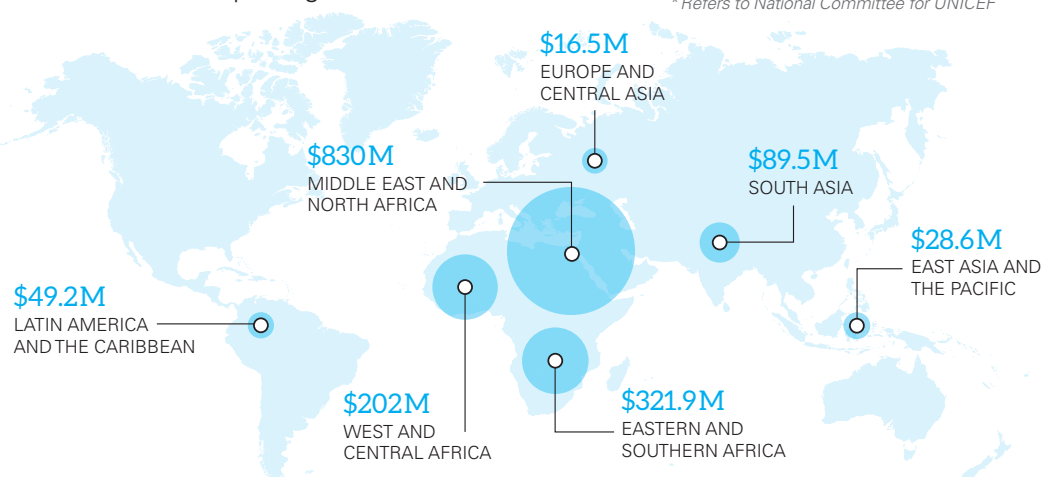 * Refers to National Committee for UNICEF
$16.5M
EUROPE AND
CENTRAL ASIA
$830M
MIDDLE EAST AND
NORTH AFRICA
$89.5M
SOUTH ASIA
$28.6M
EAST ASIA AND
THE PACIFIC
$49.2M
LATIN AMERICA
AND THE CARIBBEAN
$202M
WEST AND
CENTRAL AFRICA
$321.9M
EASTERN AND
SOUTHERN AFRICA